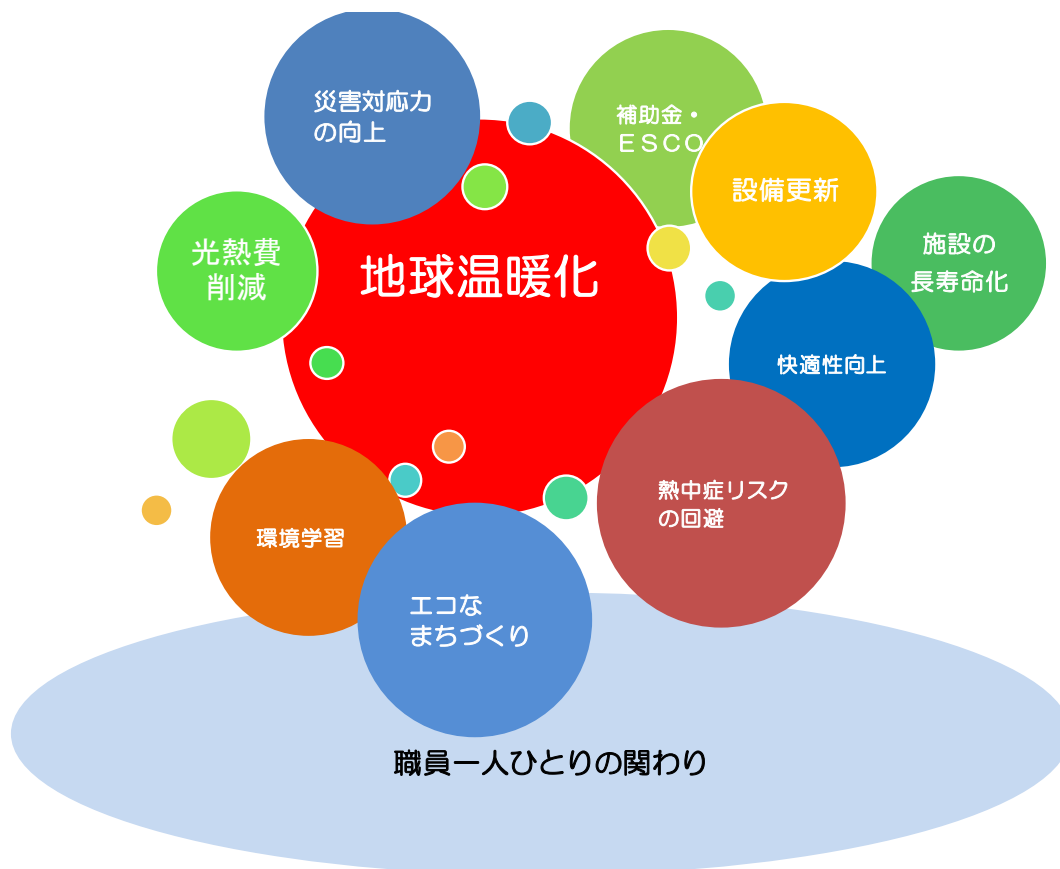 災害対応力
の向上
補助金・
ＥＳＣＯ
設備更新
光熱費
削減
地球温暖化
施設の
長寿命化
快適性向上
熱中症リスク
の回避
環境学習
エコな
まちづくり
職員一人ひとりの関わり